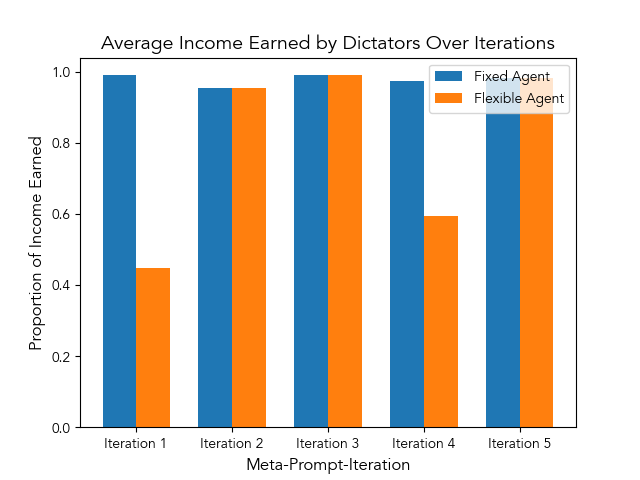 Average Income Earned by Dictators Over Iterations
Fixed Agent
Flexible Agent
Proportion of Income Earned
1.0
0.8
0.6
0.4
0.2
0.0
Iteration 1
Iteration 2
Iteration 3
Iteration 4
Iteration 5
Meta-Prompt-Iteration